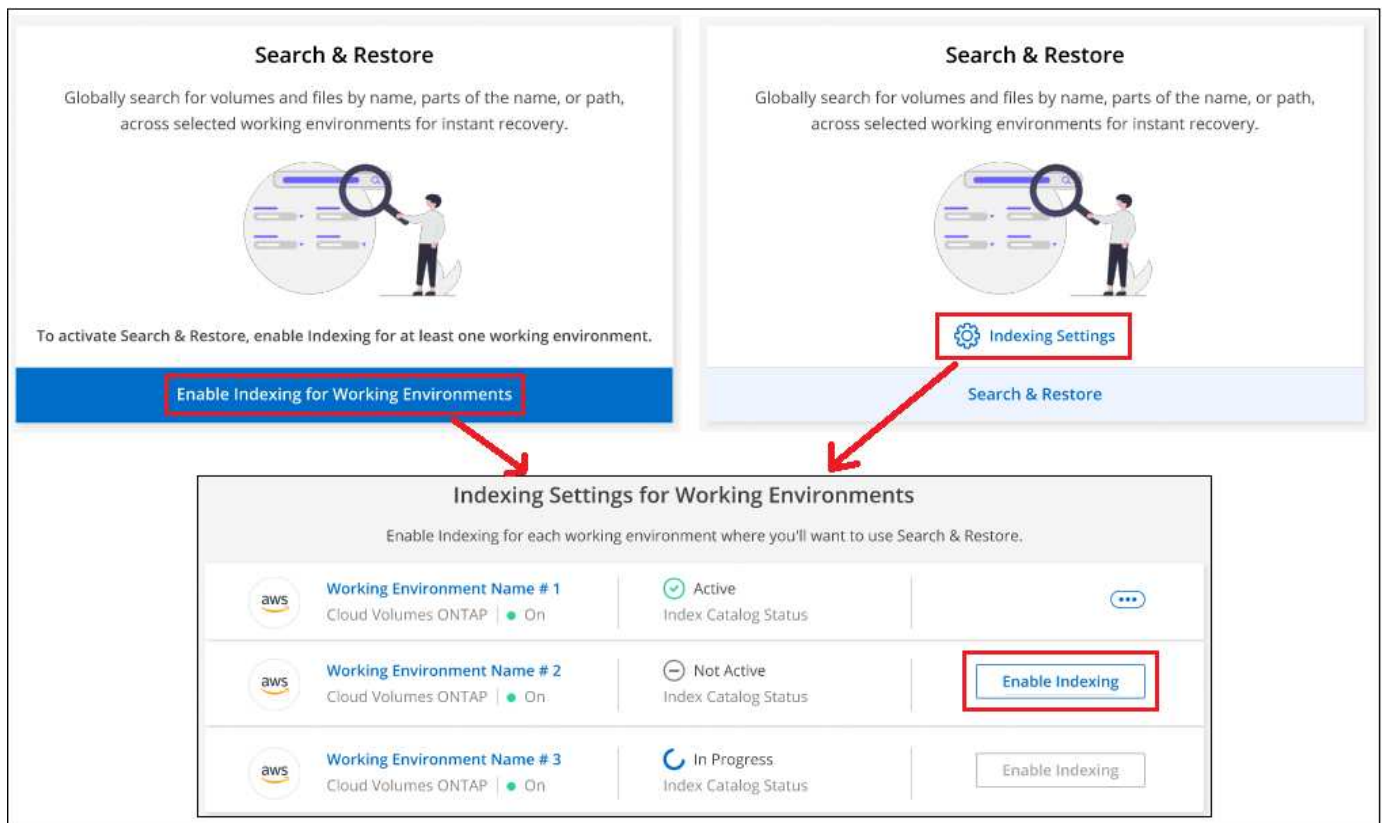 Search & Restore
Globally search for volumes and files by name, parts of the name, or path,
across selected working environments for instant recovery.
To activate Search & Restore, enable Indexing for at least one working environment.
Enable Indexing for Working Environments
Search & Restore
Globally search for volumes and files by name, parts of the name, or path,
across selected working environments for instant recovery.
Indexing Settings
Search & Restore
Indexing Settings for Working Environments
Enable Indexing for each working environment where you'll want to use Search & Restore.
aws
Working Environment Name # 1
Cloud Volumes ONTAP | On
Active
Index Catalog Status
aws
Working Environment Name # 2
Cloud Volumes ONTAP | On
Not Active
Index Catalog Status
Enable Indexing
aws
Working Environment Name # 3
Cloud Volumes ONTAP | On
In Progress
Index Catalog Status
Enable Indexing